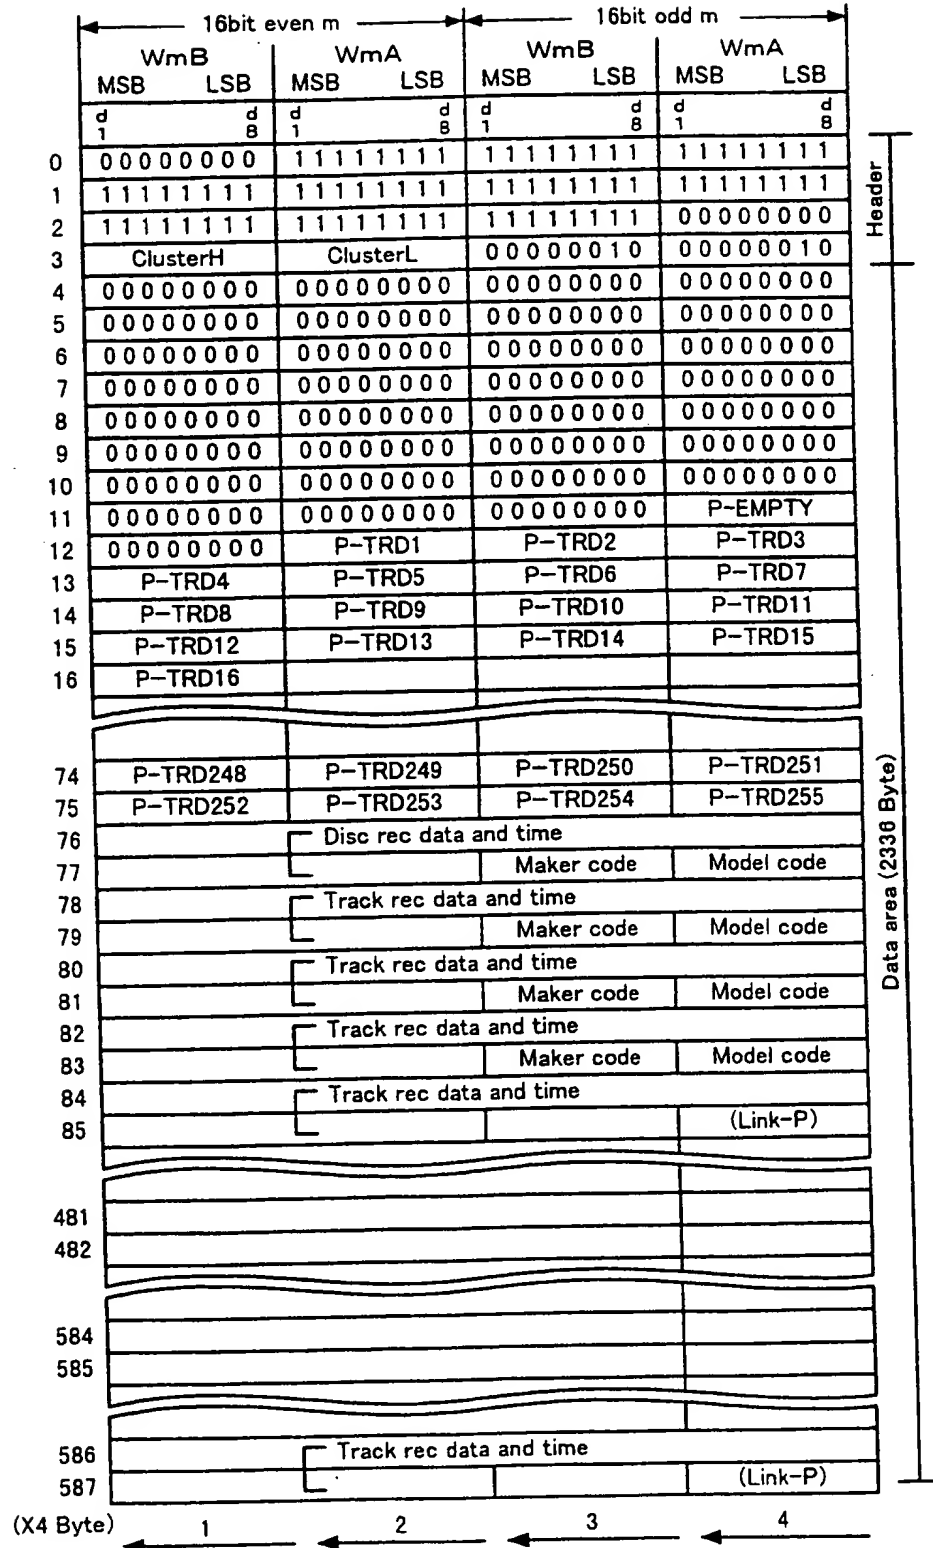 16bit even m 16bit odd m
WmB WmA WmB WmA
MSB LSB MSB LSB MSB LSB MSB LSB
d d d d d d d d
1 8 1 8 1 8 1 8
0 00000000 11111111 11111111 11111111
1 11111111 11111111 11111111 11111111
2 11111111 11111111 11111111 00000000
3 ClusterH ClusterL 00000010 00000010
Header
4 00000000 00000000 00000000 00000000
5 00000000 00000000 00000000 00000000
6 00000000 00000000 00000000 00000000
7 00000000 00000000 00000000 00000000
8 00000000 00000000 00000000 00000000
9 00000000 00000000 00000000 00000000
10 00000000 00000000 00000000 00000000
11 00000000 00000000 00000000 P-EMPTY
12 00000000 P-TRD1 P-TRD2 P-TRD3
13 P-TRD4 P-TRD5 P-TRD6 P-TRD7
14 P-TRD8 P-TRD9 P-TRD10 P-TRD11
15 P-TRD12 P-TRD13 P-TRD14 P-TRD15
16 P-TRD16
74 P-TRD248 P-TRD249 P-TRD250 P-TRD251
75 P-TRD252 P-TRD253 P-TRD254 P-TRD255
76 Disc rec data and time
77 Maker code Model code
78 Track rec data and time
79 Maker code Model code
80 Track rec data and time
81 Maker code Model code
82 Track rec data and time
83 Maker code Model code
84 Track rec data and time
85 (Link-P)
Data area (2336 Byte)
481
482
584
585
586 Track rec data and time
587 (Link-P)
(X4 Byte) 1 2 3 4